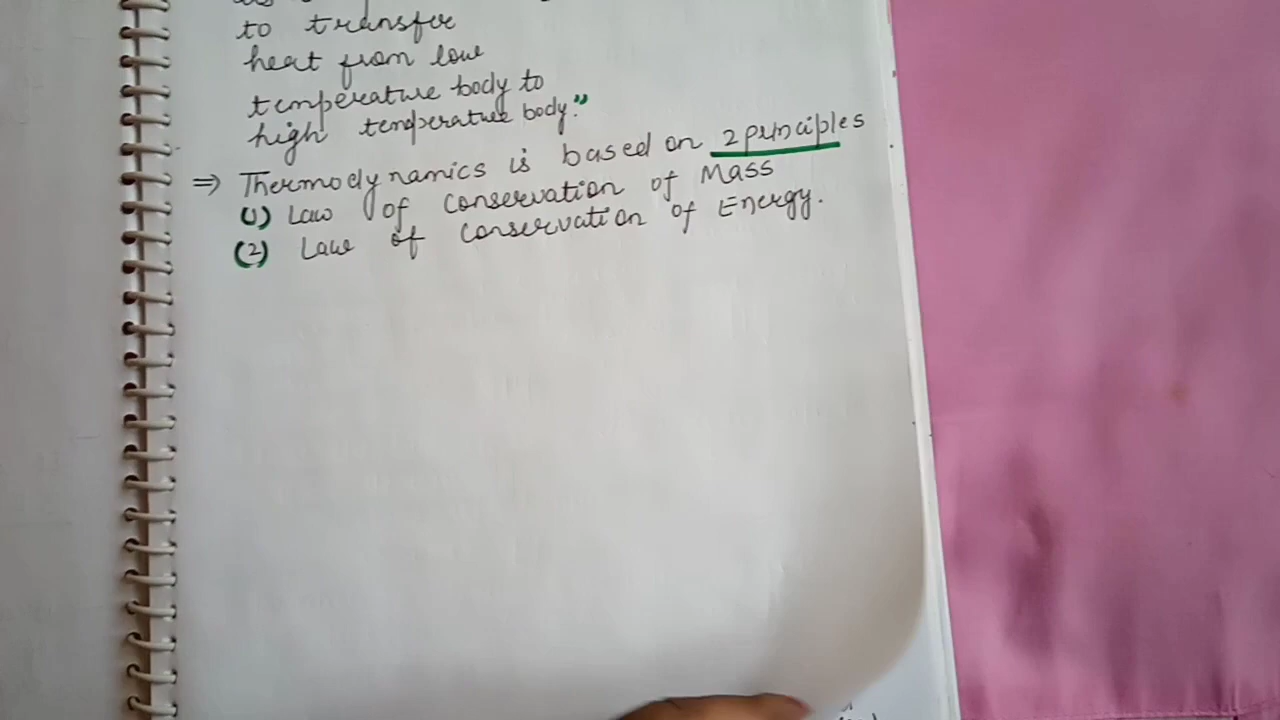 to transfer
heat from low
temperature body to
high temperature body."
⇒ Thermodynamics is based on 2 principles
(1) Law of conservation of Mass
(2) Law of conservation of Energy.